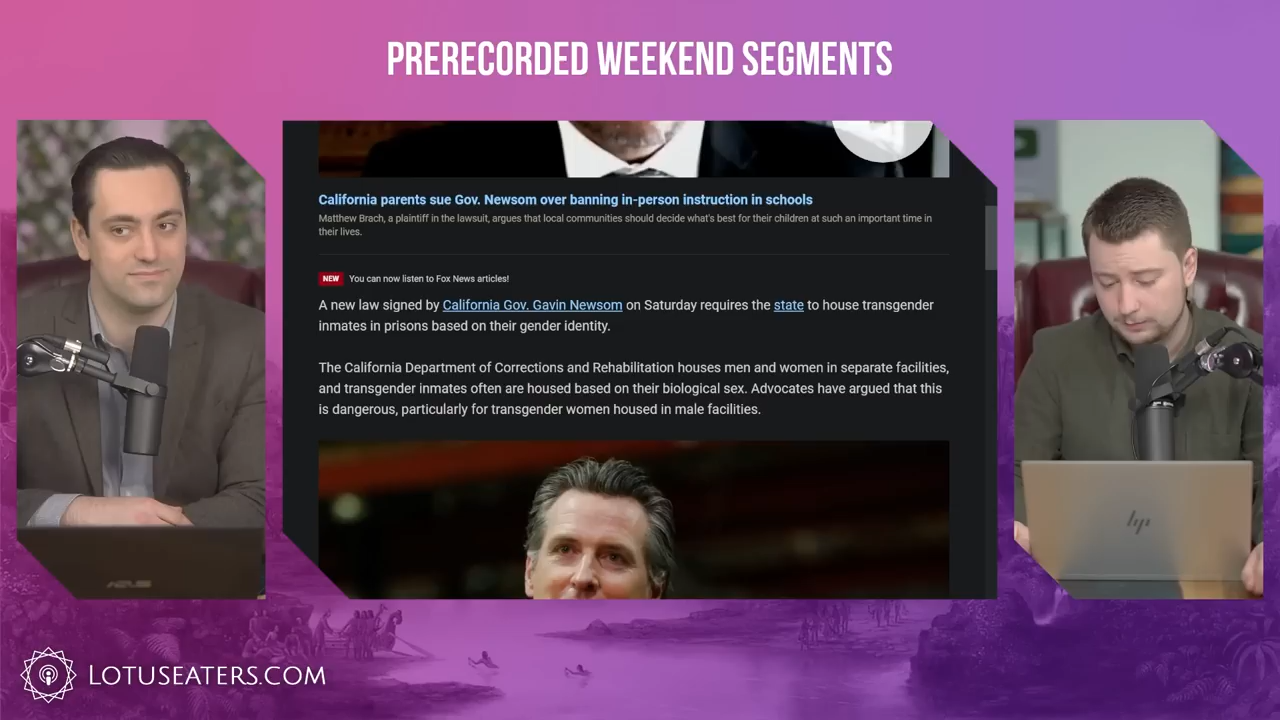 PRERECORDED WEEKEND SEGMENTS
California parents sue Gov. Newsom over banning in-person instruction in schools
Matthew Brach, a plaintiff in the lawsuit, argues that local communities should decide what's best for their children at such an important time in
their lives.
NEW You can now listen to Fox News articles!
A new law signed by California Gov. Gavin Newsom on Saturday requires the state to house transgender
inmates in prisons based on their gender identity.
The California Department of Corrections and Rehabilitation houses men and women in separate facilities,
and transgender inmates often are housed based on their biological sex. Advocates have argued that this
is dangerous, particularly for transgender women housed in male facilities.
ASUS
hp
LOTUSEATERS.COM